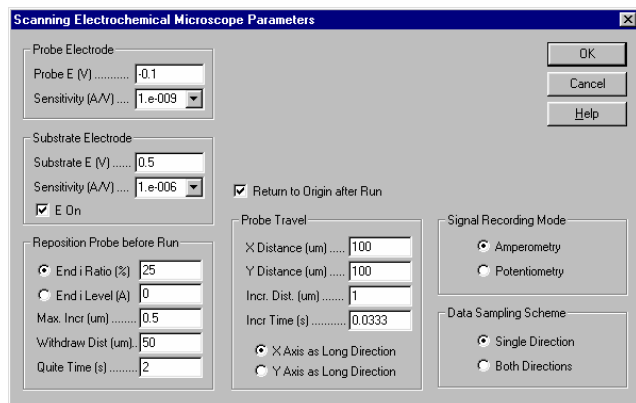 Scanning Electrochemical Microscope Parameters
Probe Electrode
Probe E (V) ........... -0.1
Sensitivity (A/V) .... 1.e-009
OK
Cancel
Help
Substrate Electrode
Substrate E (V) ...... 0.5
Sensitivity (A/V) .... 1.e-006
E On
Return to Origin after Run
Reposition Probe before Run
End i Ratio (%) 25
End i Level (A) 0
Max. Incr (um) ........ 0.5
Withdraw Dist (um).. 50
Quite Time (s) ......... 2
Probe Travel
X Distance (um) ..... 100
Y Distance (um) ..... 100
Incr. Dist. (um) ....... 1
Incr Time (s) ........... 0.0333
X Axis as Long Direction
Y Axis as Long Direction
Signal Recording Mode
Amperometry
Potentiometry
Data Sampling Scheme
Single Direction
Both Directions